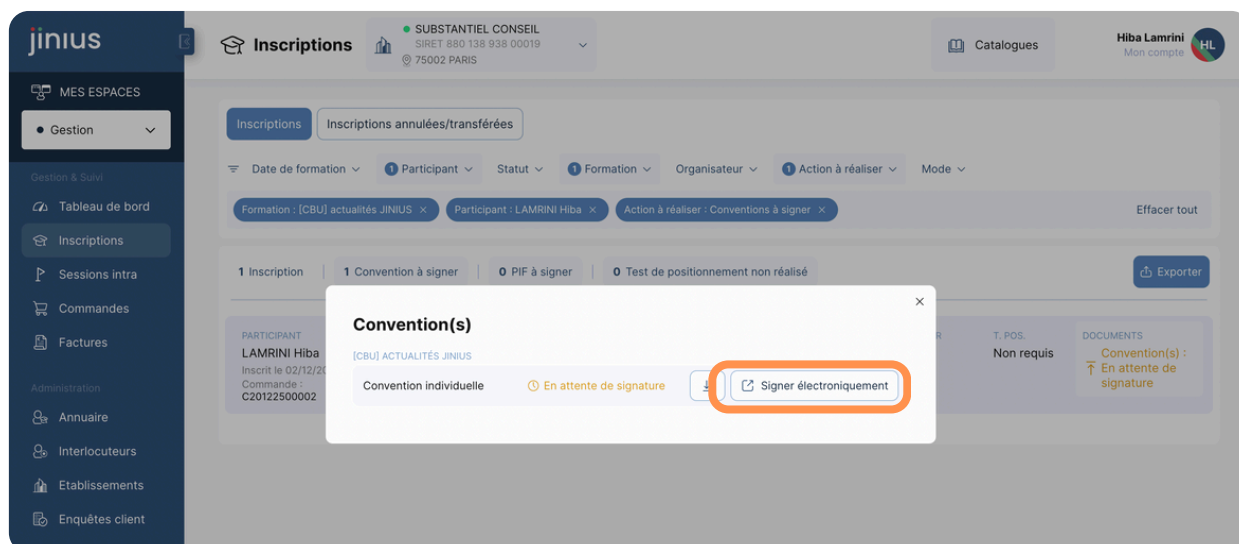 jinius
Inscriptions
SUBSTANTIEL CONSEIL
SIRET 880 138 938 00019
75002 PARIS
Catalogues
Hiba Lamrini
Mon compte
HL
MES ESPACES
Gestion
Gestion & Suivi
Tableau de bord
Inscriptions
Sessions intra
Commandes
Factures
Administration
Annuaire
Interlocuteurs
Etablissements
Enquêtes client
Inscriptions
Inscriptions annulées/transférées
Date de formation
1 Participant
Statut
1 Formation
Organisateur
1 Action à réaliser
Mode
Formation : [CBU] actualités JINIUS ×
Participant : LAMRINI Hiba ×
Action à réaliser : Conventions à signer ×
Effacer tout
1 Inscription
1 Convention à signer
0 PIF à signer
0 Test de positionnement non réalisé
Exporter
PARTICIPANT
LAMRINI Hiba
Inscrit le 02/12/20
Commande :
C20122500002
Convention(s)
[CBU] ACTUALITÉS JINIUS
Convention individuelle
En attente de signature
Signer électroniquement
R
T. POS.
Non requis
DOCUMENTS
Convention(s) :
En attente de
signature